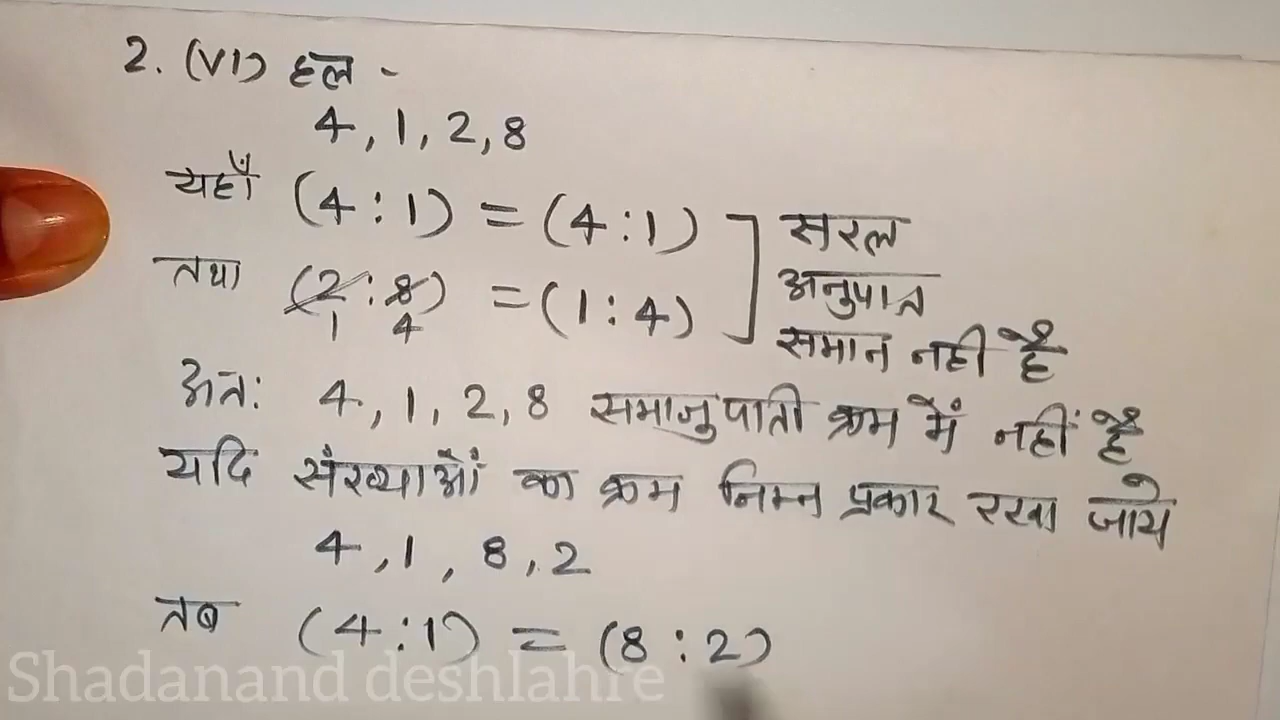 2. (VI) हल -
4, 1, 2, 8
यहाँ (4 : 1) = (4 : 1) ] सरल
तथा (2 : 8) = (1 : 4) अनुपात
1 4 समान नहीं है
अतः 4, 1, 2, 8 समानुपाती क्रम में नहीं है
यदि संख्याओं का क्रम निम्न प्रकार रखा जाये
4, 1, 8, 2
तब (4 : 1) = (8 : 2)
Shadanand deshlahre